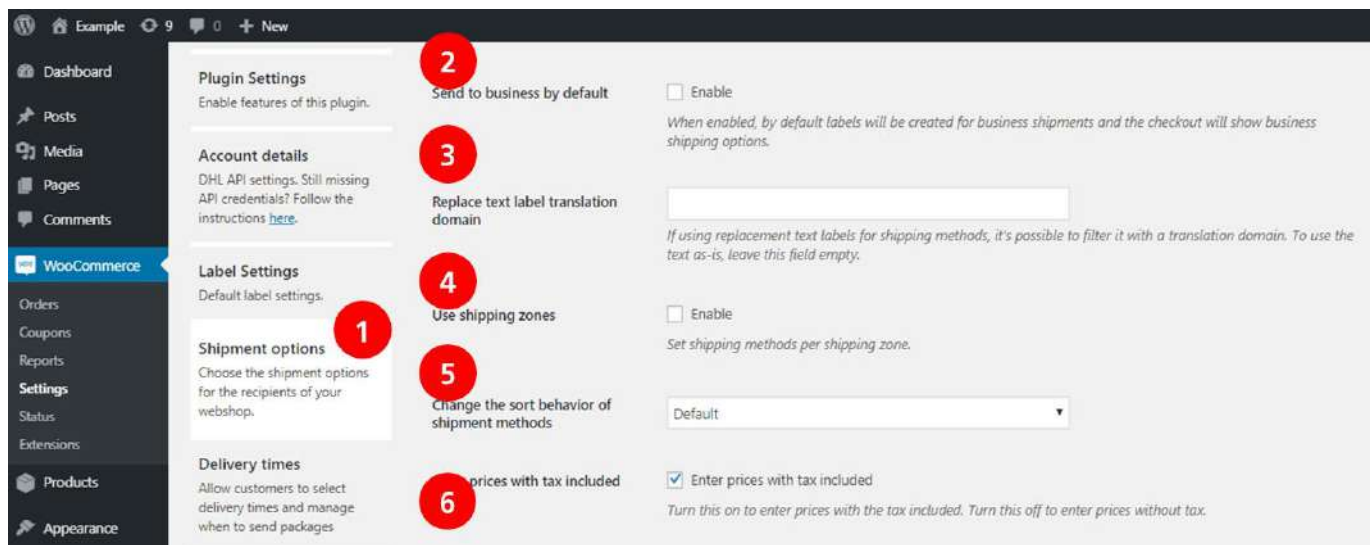 Example 9 0 New
Dashboard
Posts
Media
Pages
Comments
WooCommerce
Orders
Coupons
Reports
Settings
Status
Extensions
Products
Appearance
Plugin Settings
Enable features of this plugin.
Account details
DHL API settings. Still missing
API credentials? Follow the
instructions here.
Label Settings
Default label settings.
1
Shipment options
Choose the shipment options
for the recipients of your
webshop.
Delivery times
Allow customers to select
delivery times and manage
when to send packages
2
Send to business by default
Enable
When enabled, by default labels will be created for business shipments and the checkout will show business
shipping options.
3
Replace text label translation
domain
If using replacement text labels for shipping methods, it's possible to filter it with a translation domain. To use the
text as-is, leave this field empty.
4
Use shipping zones
Enable
Set shipping methods per shipping zone.
5
Change the sort behavior of
shipment methods
Default
6
prices with tax included
Enter prices with tax included
Turn this on to enter prices with the tax included. Turn this off to enter prices without tax.